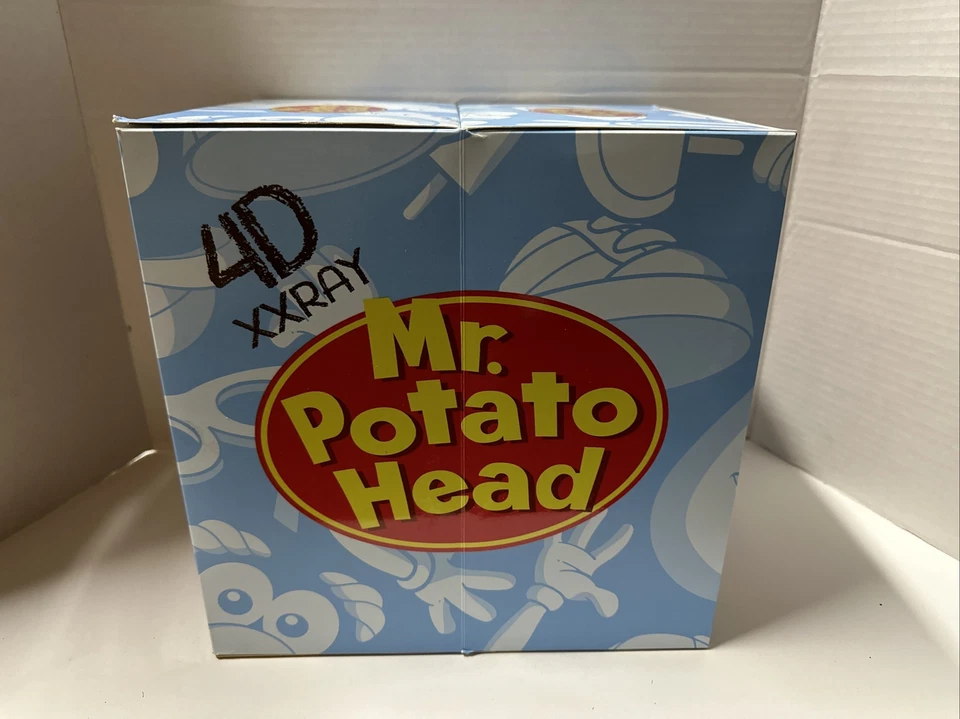 4D
XXRAY
Mr.
Potato
Head